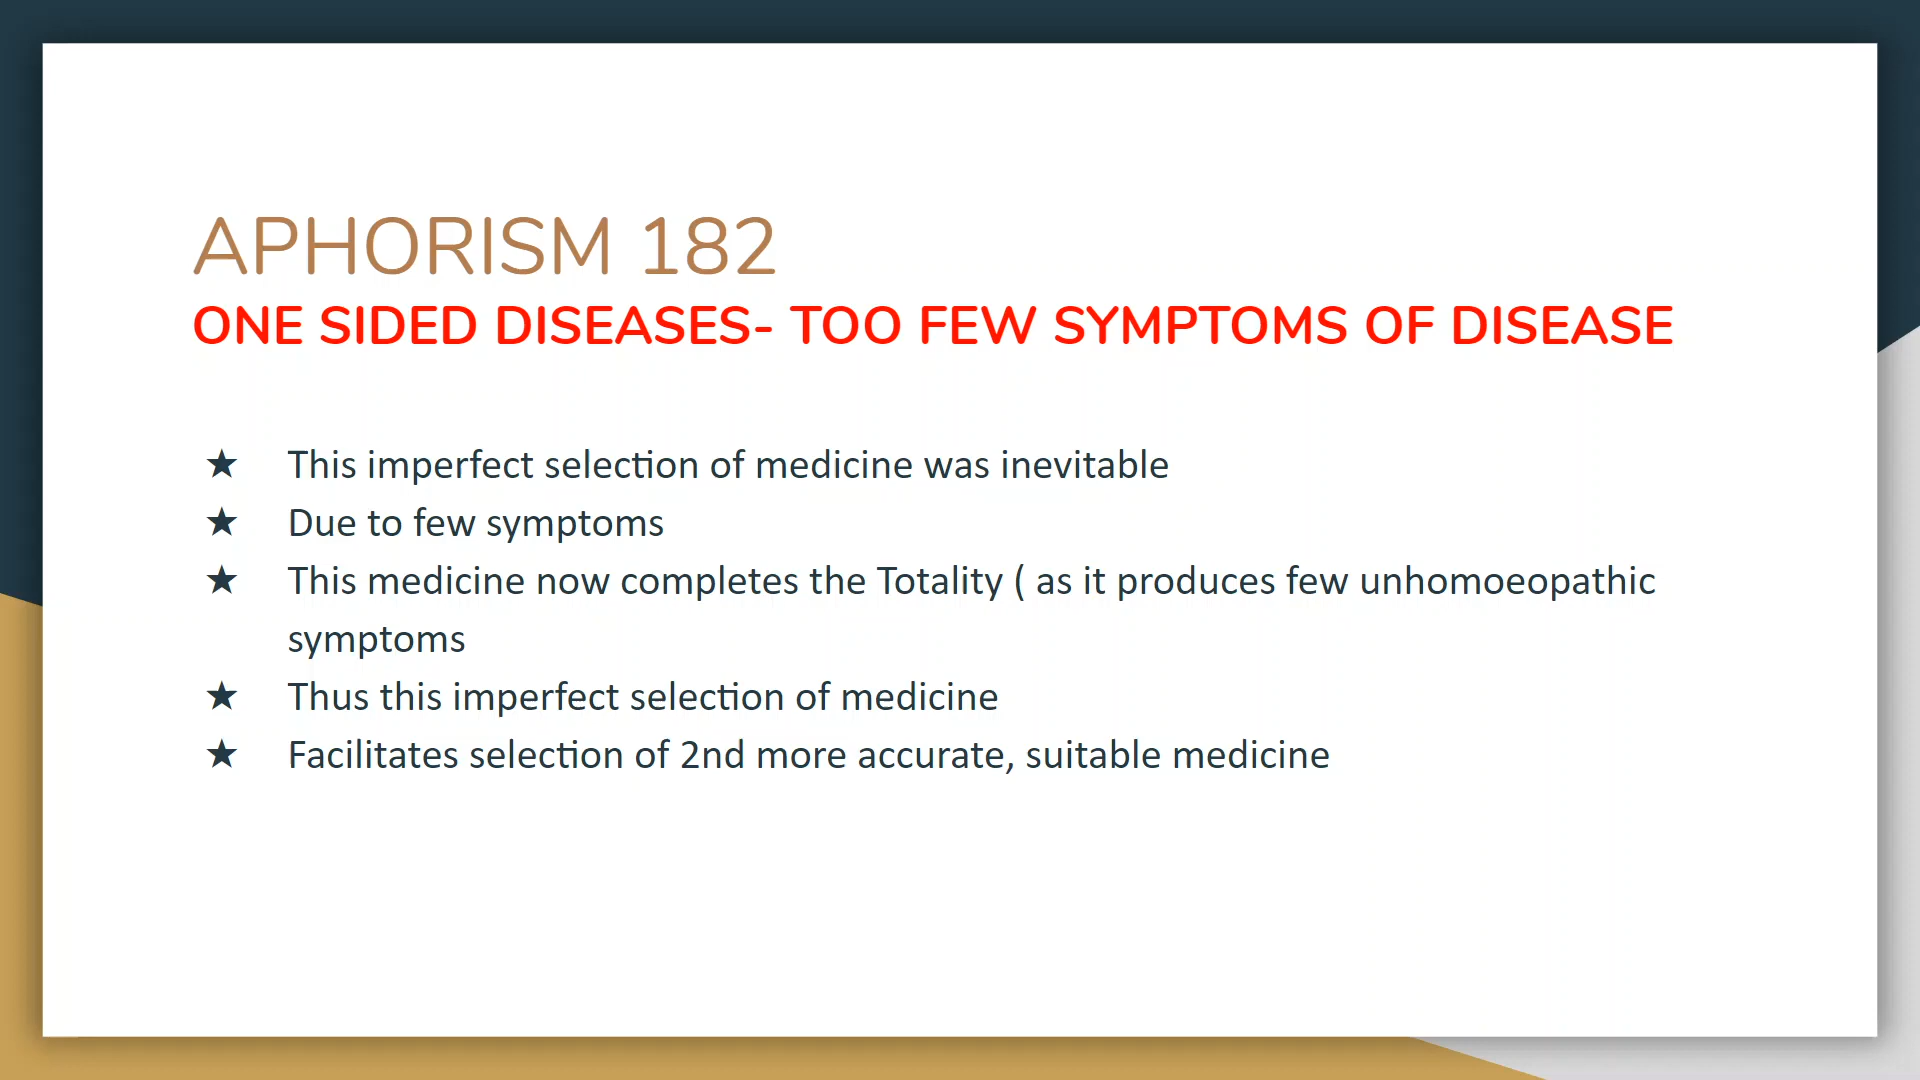 APHORISM 182
ONE SIDED DISEASES- TOO FEW SYMPTOMS OF DISEASE
★ This imperfect selection of medicine was inevitable
★ Due to few symptoms
★ This medicine now completes the Totality ( as it produces few unhomoeopathic
symptoms
★ Thus this imperfect selection of medicine
★ Facilitates selection of 2nd more accurate, suitable medicine